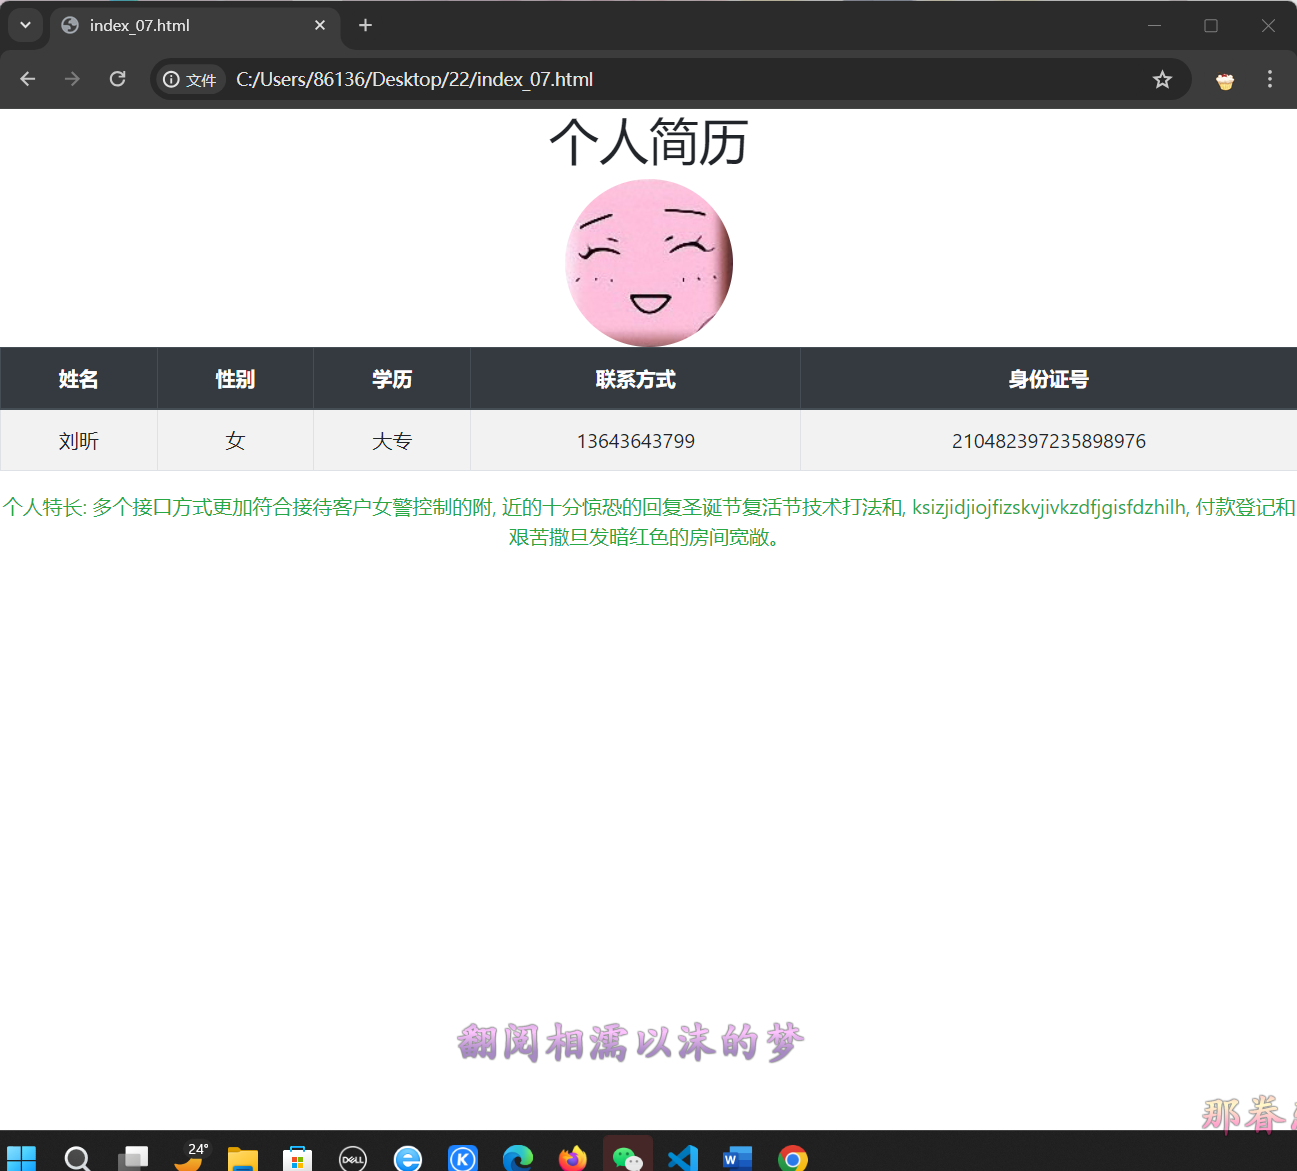 index_07.html
文件 C:/Users/86136/Desktop/22/index_07.html
个人简历
姓名 性别 学历 联系方式 身份证号
刘昕 女 大专 13643643799 210482397235898976
个人特长: 多个接口方式更加符合接待客户女警控制的附, 近的十分惊恐的回复圣诞节复活节技术打法和, ksizjidjiojfizskvjivkzdfjgisfdzhilh, 付款登记和
艰苦撒旦发暗红色的房间宽敞。
翻阅相濡以沫的梦
那眷
24°
DELL